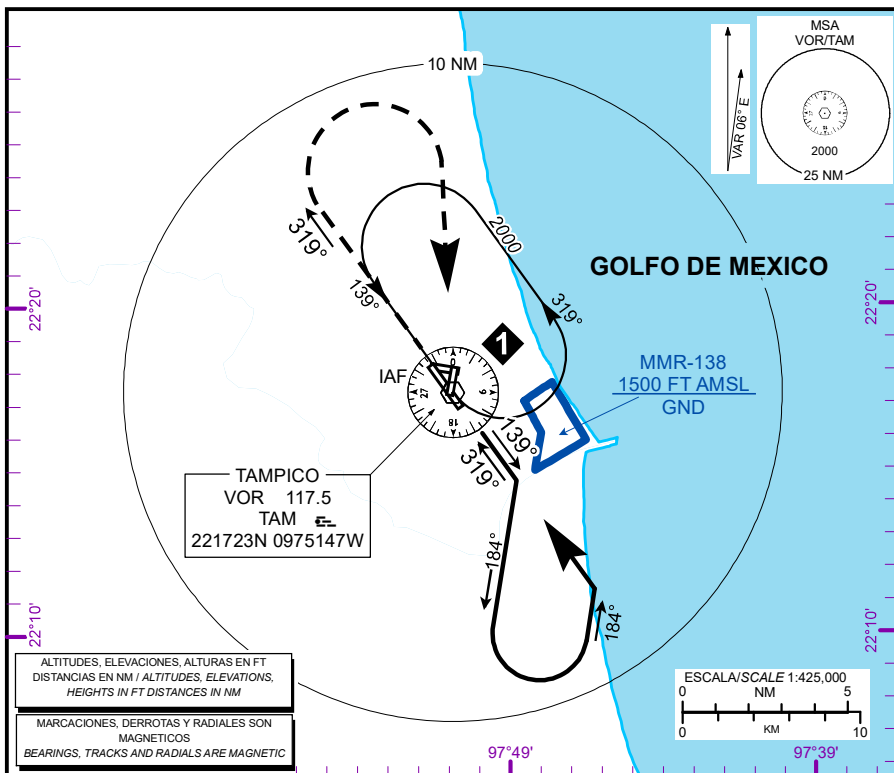 10 NM
MSA
VOR/TAM
2000
25 NM
VAR 06° E
319°
139°
2000
319°
GOLFO DE MEXICO
22°20'
22°20'
1
IAF
0
9
18
27
MMR-138
1500 FT AMSL
GND
139°
319°
TAMPICO
VOR 117.5
TAM
221723N 0975147W
184°
184°
22°10'
22°10'
ALTITUDES, ELEVACIONES, ALTURAS EN FT
DISTANCIAS EN NM / ALTITUDES, ELEVATIONS,
HEIGHTS IN FT DISTANCES IN NM
MARCACIONES, DERROTAS Y RADIALES SON
MAGNETICOS
BEARINGS, TRACKS AND RADIALS ARE MAGNETIC
ESCALA/SCALE 1:425,000
0 NM 5
0 KM 10
97°49'
97°39'